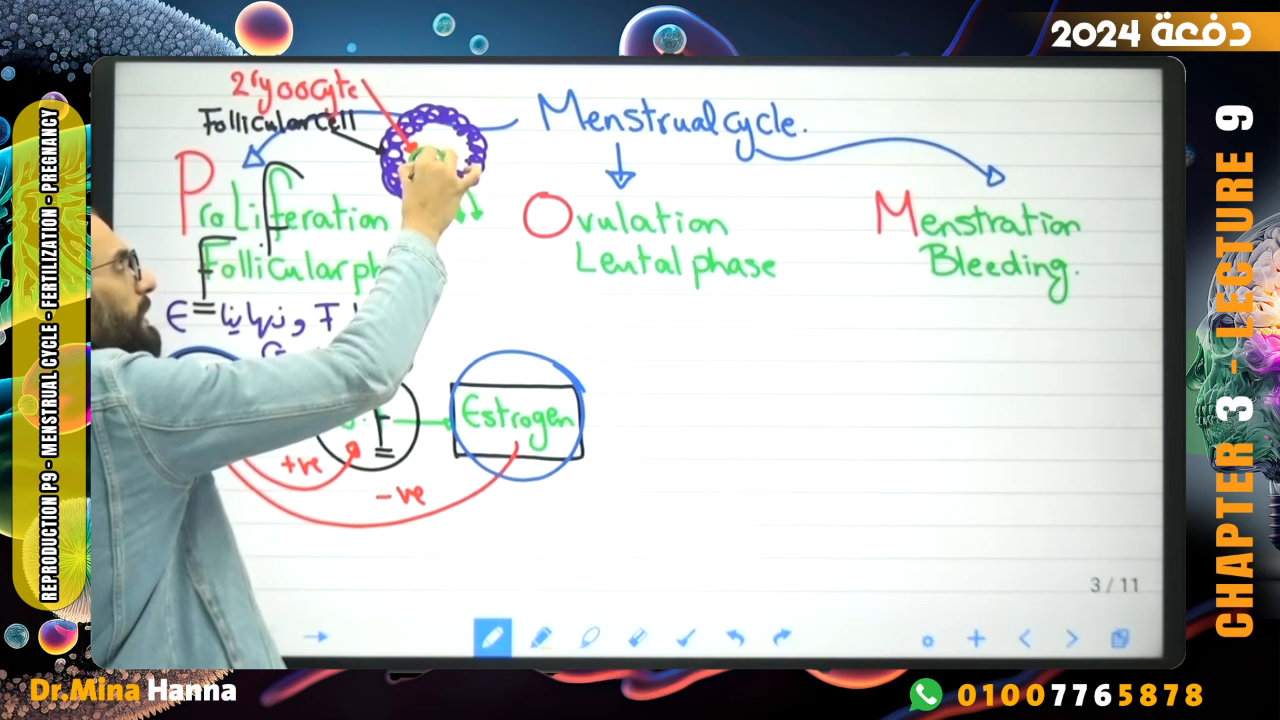 دفعة 2024
REPRODUCTION P9 - MENSTRUAL CYCLE - FERTILIZATION - PREGNANCY
CHAPTER 3 - LECTURE 9
2ry oocyte
Follicular cell
Menstrual cycle.
Proliferation
Follicular ph
Ovulation
Leutal phase
Menstration
Bleeding.
E = ونهاينا F
F
Estrogen
+ve
-ve
3 / 11
Dr.Mina Hanna
01007765878